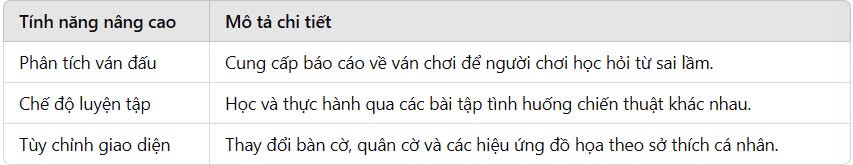 Tính năng nâng cao Mô tả chi tiết
Phân tích ván đấu Cung cấp báo cáo về ván chơi để người chơi học hỏi từ sai lầm.
Chế độ luyện tập Học và thực hành qua các bài tập tình huống chiến thuật khác nhau.
Tùy chỉnh giao diện Thay đổi bàn cờ, quân cờ và các hiệu ứng đồ họa theo sở thích cá nhân.